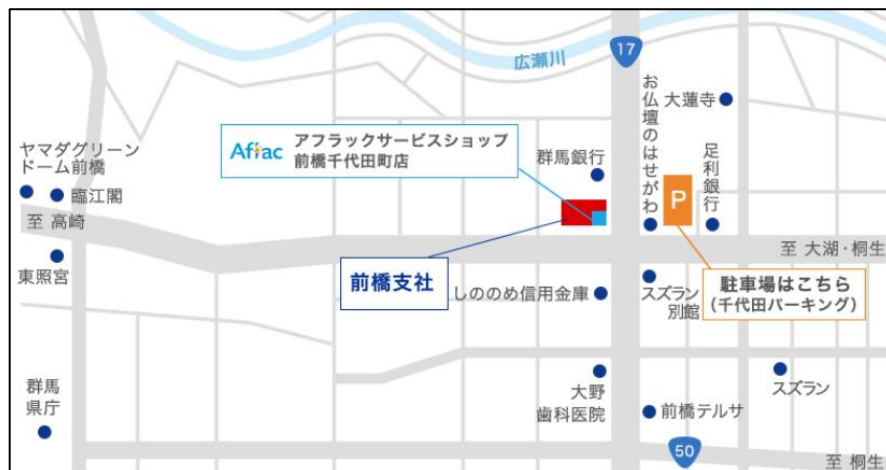 広瀬川
17
お仏壇のはせがわ
大蓮寺
Aflac
アフラックサービスショップ
前橋千代田町店
群馬銀行
足利銀行
P
ヤマダグリーン
ドーム前橋
臨江閣
至 高崎
至 大湖・桐生
東照宮
前橋支社
しののめ信用金庫
スズラン
別館
駐車場はこちら
(千代田パーキング)
群馬
県庁
大野
歯科医院
スズラン
前橋テルサ
50
至 桐生